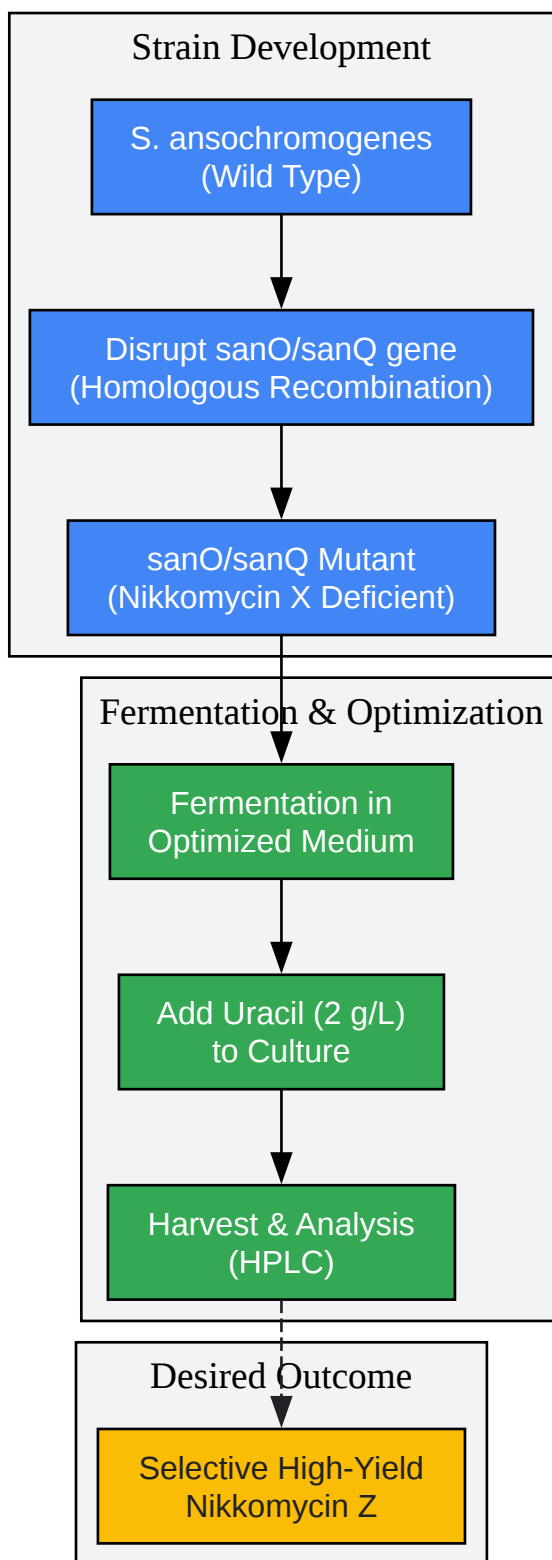 Strain Development
S. ansochromogenes
(Wild Type)
Disrupt sanO/sanQ gene
(Homologous Recombination)
sanO/sanQ Mutant
(Nikkomycin X Deficient)
Fermentation & Optimization
Fermentation in
Optimized Medium
Add Uracil (2 g/L)
to Culture
Harvest & Analysis
(HPLC)
Desired Outcome
Selective High-Yield
Nikkomycin Z